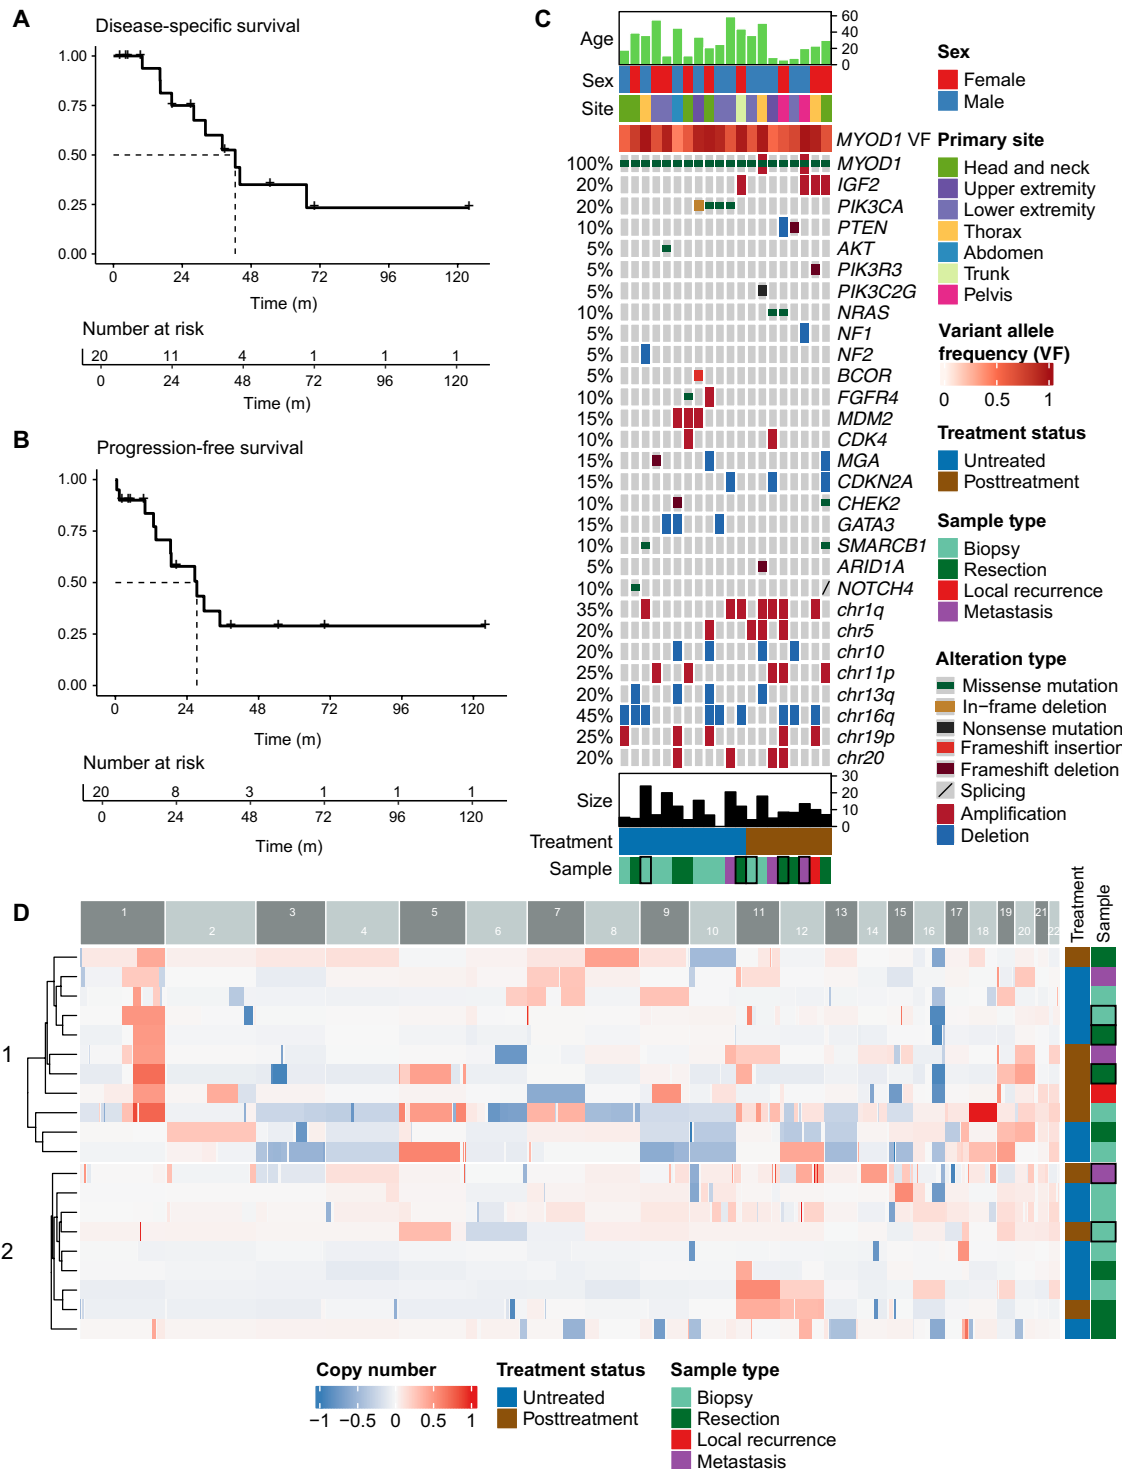 A
Disease-specific survival
1.00
0.75
0.50
0.25
0.00
0 24 48 72 96 120
Time (m)
Number at risk
20 11 4 1 1 1
0 24 48 72 96 120
Time (m)
B
Progression-free survival
1.00
0.75
0.50
0.25
0.00
0 24 48 72 96 120
Time (m)
Number at risk
20 8 3 1 1 1
0 24 48 72 96 120
Time (m)
C
Age
60
40
20
0
Sex
Site
MYOD1 VF
100% MYOD1
20% IGF2
20% PIK3CA
10% PTEN
5% AKT
5% PIK3R3
5% PIK3C2G
10% NRAS
5% NF1
5% NF2
5% BCOR
10% FGFR4
15% MDM2
10% CDK4
15% MGA
15% CDKN2A
10% CHEK2
15% GATA3
10% SMARCB1
5% ARID1A
10% NOTCH4
35% chr1q
20% chr5
20% chr10
25% chr11p
20% chr13q
45% chr16q
25% chr19p
20% chr20
Size
30
20
10
0
Treatment
Sample
Sex
Female
Male
Primary site
Head and neck
Upper extremity
Lower extremity
Thorax
Abdomen
Trunk
Pelvis
Variant allele
frequency (VF)
0 0.5 1
Treatment status
Untreated
Posttreatment
Sample type
Biopsy
Resection
Local recurrence
Metastasis
Alteration type
Missense mutation
In−frame deletion
Nonsense mutation
Frameshift insertion
Frameshift deletion
Splicing
Amplification
Deletion
D
1 3 5 7 9 11 13 15 17 19 21
2 4 6 8 10 12 14 16 18 20 22
Treatment
Sample
1
2
Copy number
−1 −0.5 0 0.5 1
Treatment status
Untreated
Posttreatment
Sample type
Biopsy
Resection
Local recurrence
Metastasis